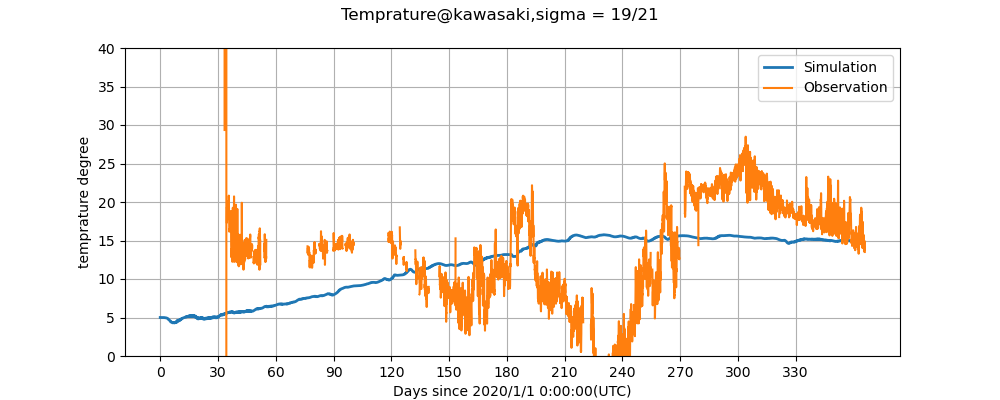 Temprature@kawasaki,sigma = 19/21
40
35
30
25
20
15
10
5
0
temprature degree
Simulation
Observation
0 30 60 90 120 150 180 210 240 270 300 330
Days since 2020/1/1 0:00:00(UTC)